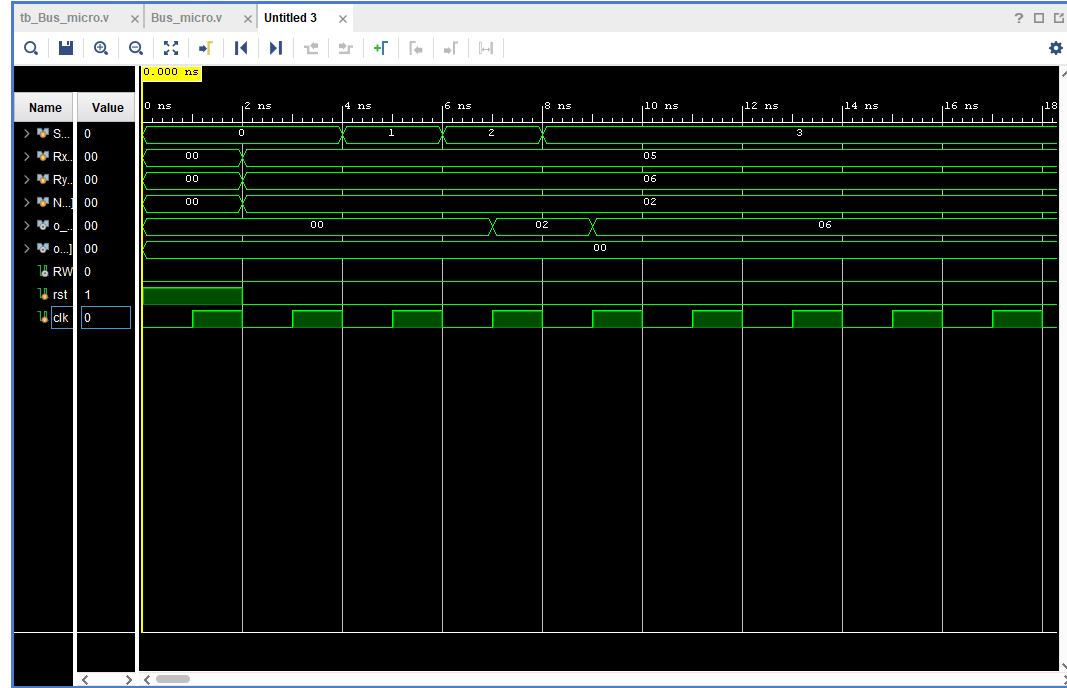 tb_Bus_micro.v × Bus_micro.v × Untitled 3 ×
?
0.000 ns
Name Value
0 ns 2 ns 4 ns 6 ns 8 ns 10 ns 12 ns 14 ns 16 ns 18
S... 0 0 1 2 3
Rx.. 00 00 05
Ry.. 00 00 06
N...] 00 00 02
o_.. 00 00 02 06
o...] 00 00
RW 0
rst 1
clk 0